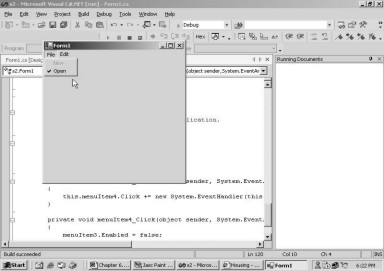 x2 - Microsoft Visual C#.NET [run] - Form1.cs
File Edit View Project Build Debug Tools Window Help
Debug
Hex
Program
Form1
File Edit
New
Open
Form1.cs [Desig
x2.Form1
(object sender,System.EventAr
Running Documents
lication.
sender, System.Event.
{
this.menuItem4.Click += new System.EventHandler(this
}
private void menuItem4_Click(object sender, System.Event.
{
menuItem3.Enabled = false;
Build succeeded
Ln 120
Col 10
Ch 4
INS
Start
Chapter 6...
Jasc Paint ...
x2 - Micros...
Housing - ...
Form1
6:22 PM